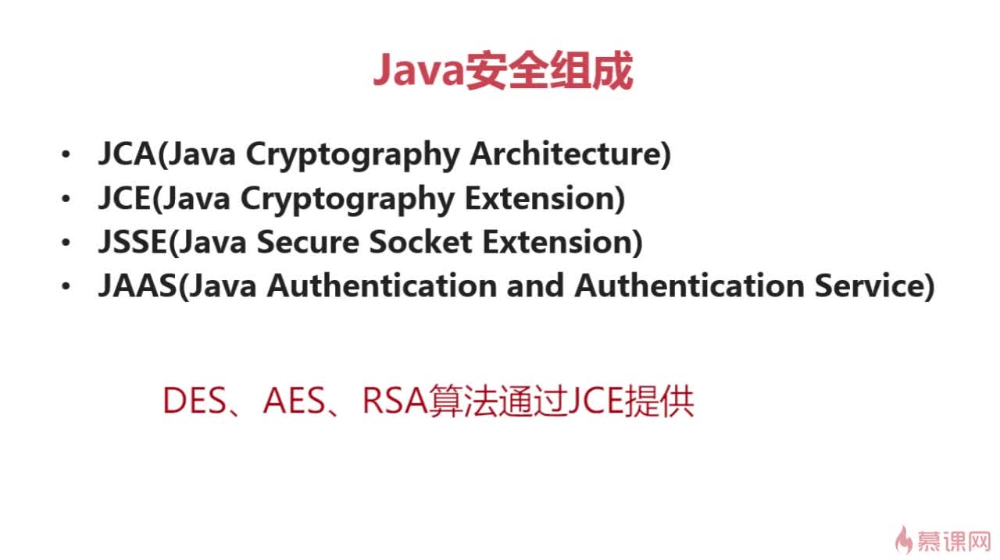 Java安全组成
• JCA(Java Cryptography Architecture)
• JCE(Java Cryptography Extension)
• JSSE(Java Secure Socket Extension)
• JAAS(Java Authentication and Authentication Service)
DES、AES、RSA算法通过JCE提供
慕课网